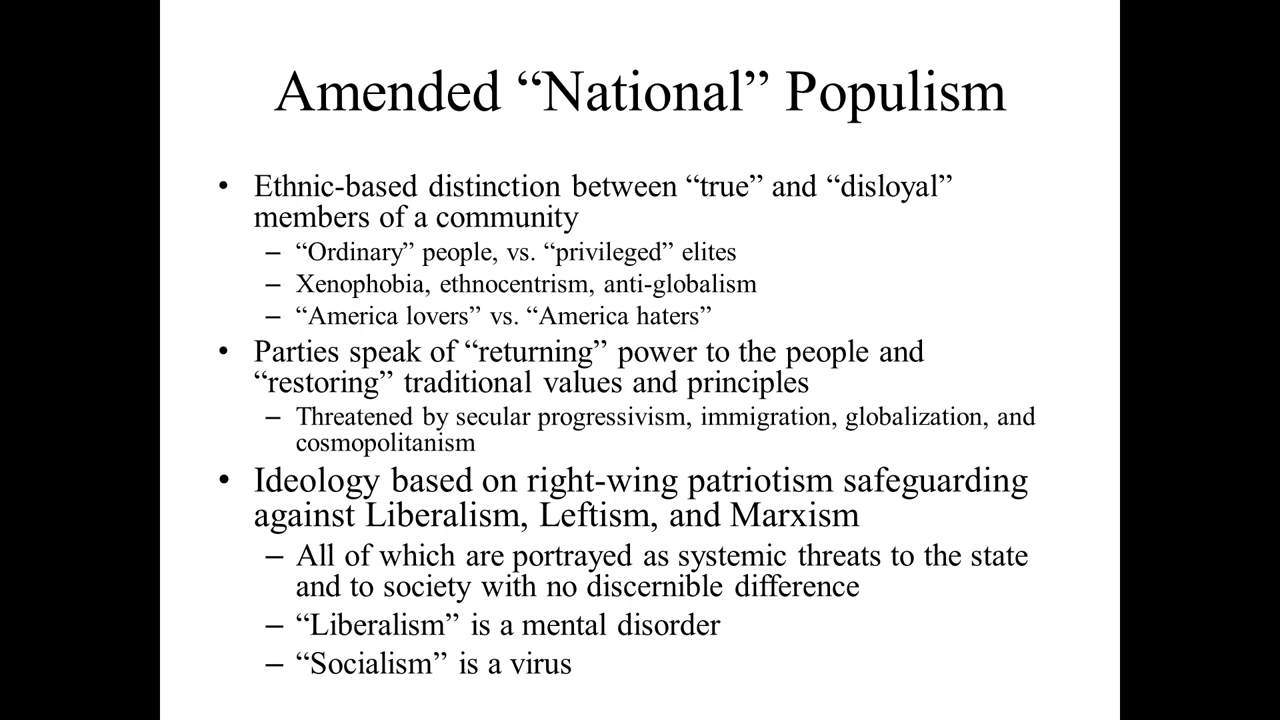 Amended “National” Populism
• Ethnic-based distinction between “true” and “disloyal”
members of a community
– “Ordinary” people, vs. “privileged” elites
– Xenophobia, ethnocentrism, anti-globalism
– “America lovers” vs. “America haters”
• Parties speak of “returning” power to the people and
“restoring” traditional values and principles
– Threatened by secular progressivism, immigration, globalization, and
cosmopolitanism
• Ideology based on right-wing patriotism safeguarding
against Liberalism, Leftism, and Marxism
– All of which are portrayed as systemic threats to the state
and to society with no discernible difference
– “Liberalism” is a mental disorder
– “Socialism” is a virus